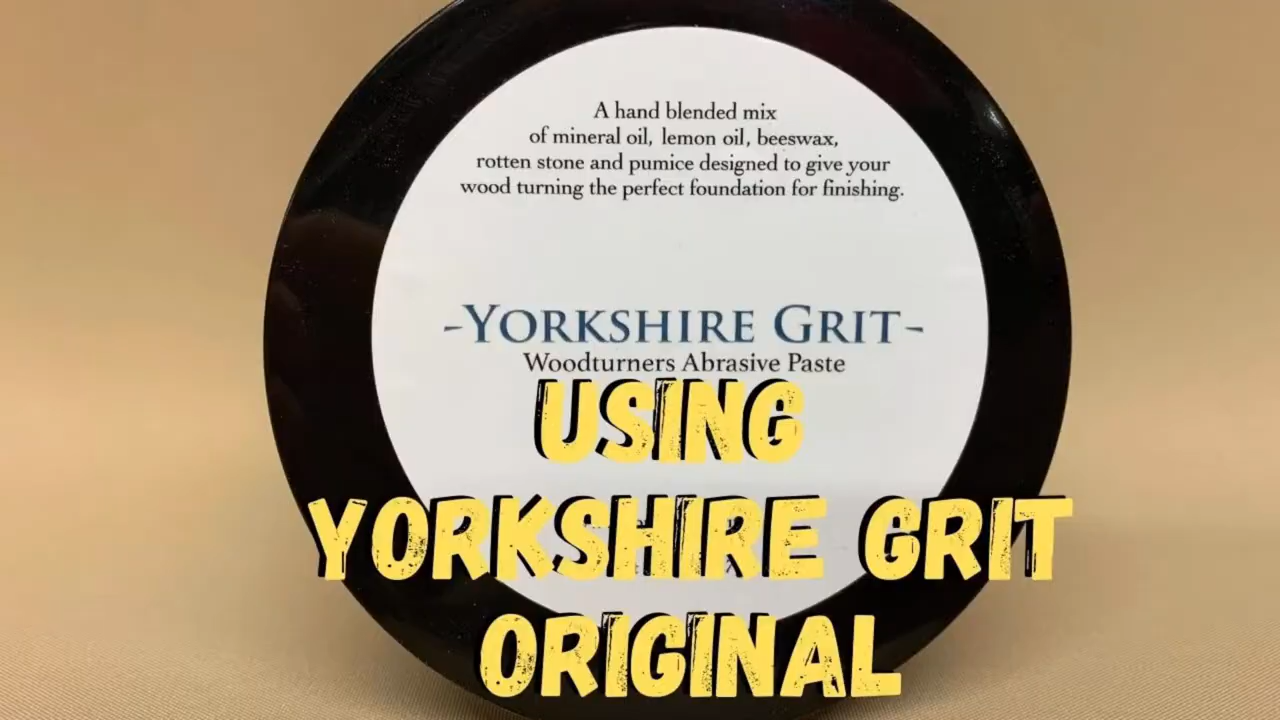 A hand blended mix
of mineral oil, lemon oil, beeswax,
rotten stone and pumice designed to give your
wood turning the perfect foundation for finishing.
-YORKSHIRE GRIT-
Woodturners Abrasive Paste
USING
YORKSHIRE GRIT
ORIGINAL